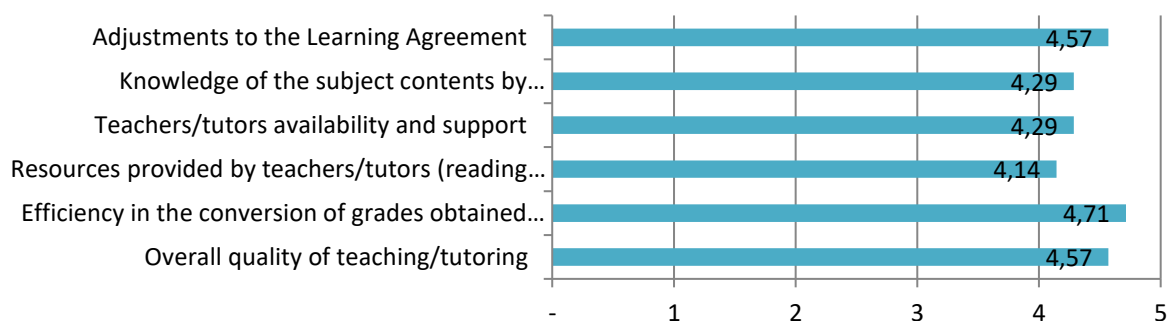 Adjustments to the Learning Agreement 4,57
Knowledge of the subject contents by... 4,29
Teachers/tutors availability and support 4,29
Resources provided by teachers/tutors (reading... 4,14
Efficiency in the conversion of grades obtained... 4,71
Overall quality of teaching/tutoring 4,57
- 1 2 3 4 5